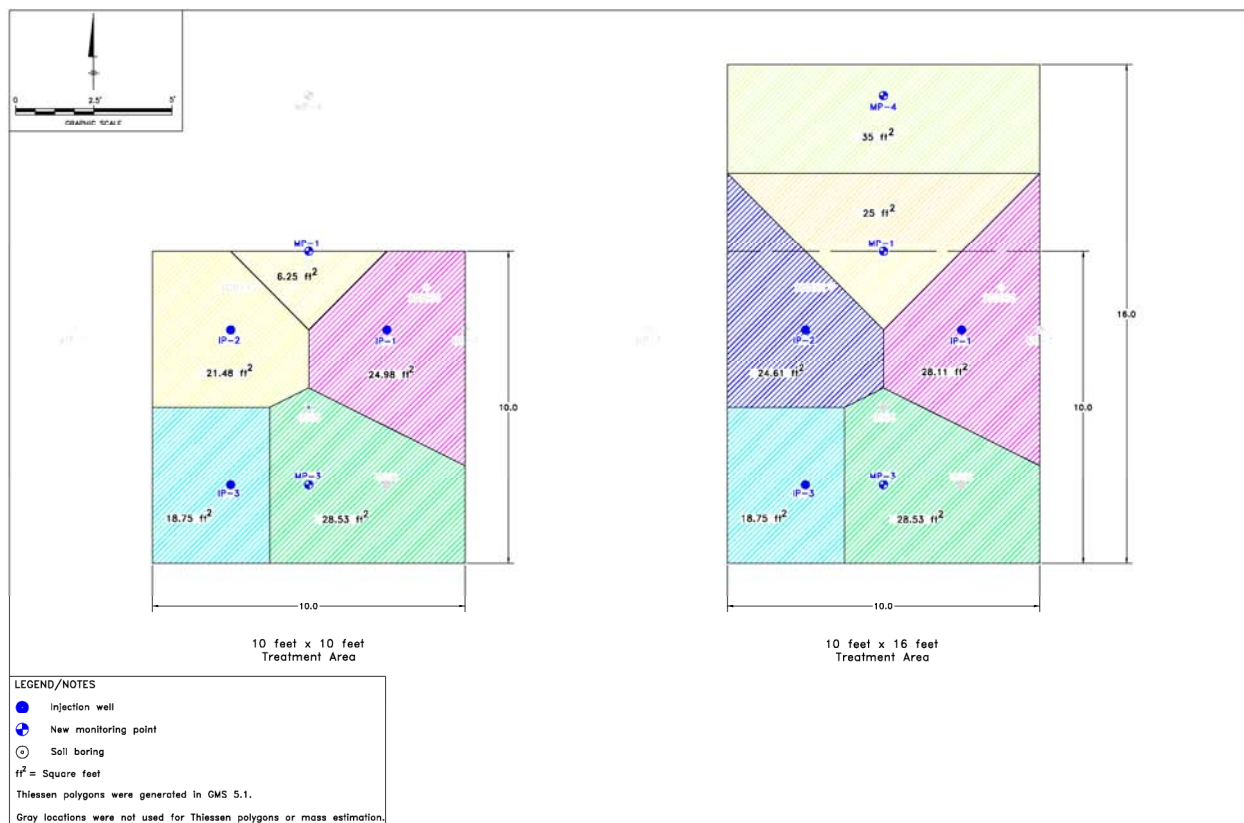 0 2.5' 5'
GRAPHIC SCALE
MP-4
MP-1
6.25 ft²
IP-2
IP-1
21.48 ft²
24.98 ft²
10.0
MP-3
IP-3
18.75 ft²
28.53 ft²
10.0
10 feet x 10 feet
Treatment Area
MP-4
35 ft²
25 ft²
MP-1
IP-2
IP-1
24.61 ft²
28.11 ft²
16.0
10.0
MP-3
IP-3
18.75 ft²
28.53 ft²
10.0
10 feet x 16 feet
Treatment Area
LEGEND/NOTES
Injection well
New monitoring point
Soil boring
ft² = Square feet
Thiessen polygons were generated in GMS 5.1.
Gray locations were not used for Thiessen polygons or mass estimation.